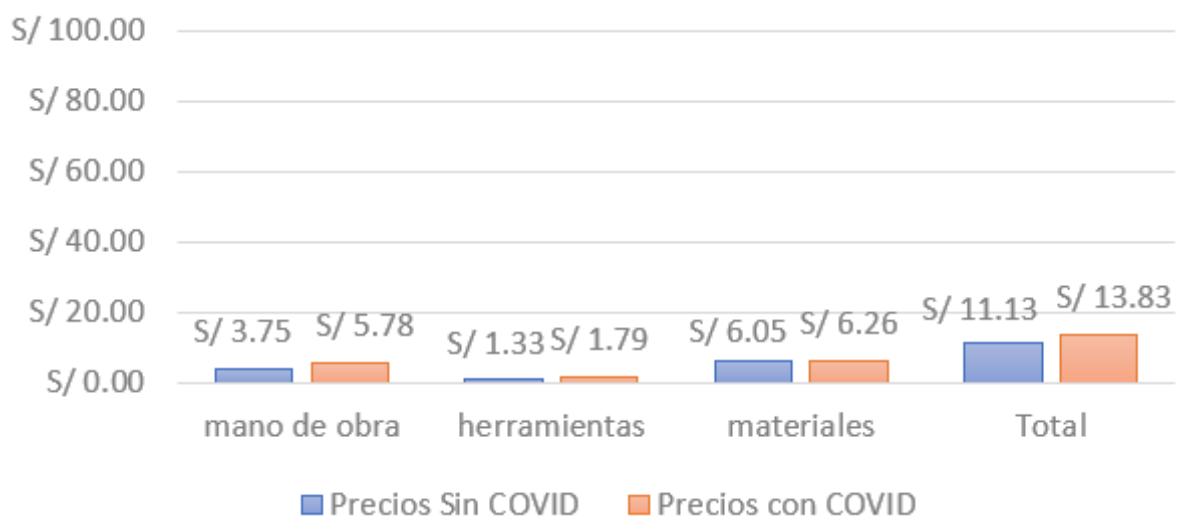 S/ 100.00
S/ 80.00
S/ 60.00
S/ 40.00
S/ 20.00
S/ 0.00
S/ 3.75 S/ 5.78 S/ 1.33 S/ 1.79 S/ 6.05 S/ 6.26 S/ 11.13 S/ 13.83
mano de obra herramientas materiales Total
Precios Sin COVID Precios con COVID